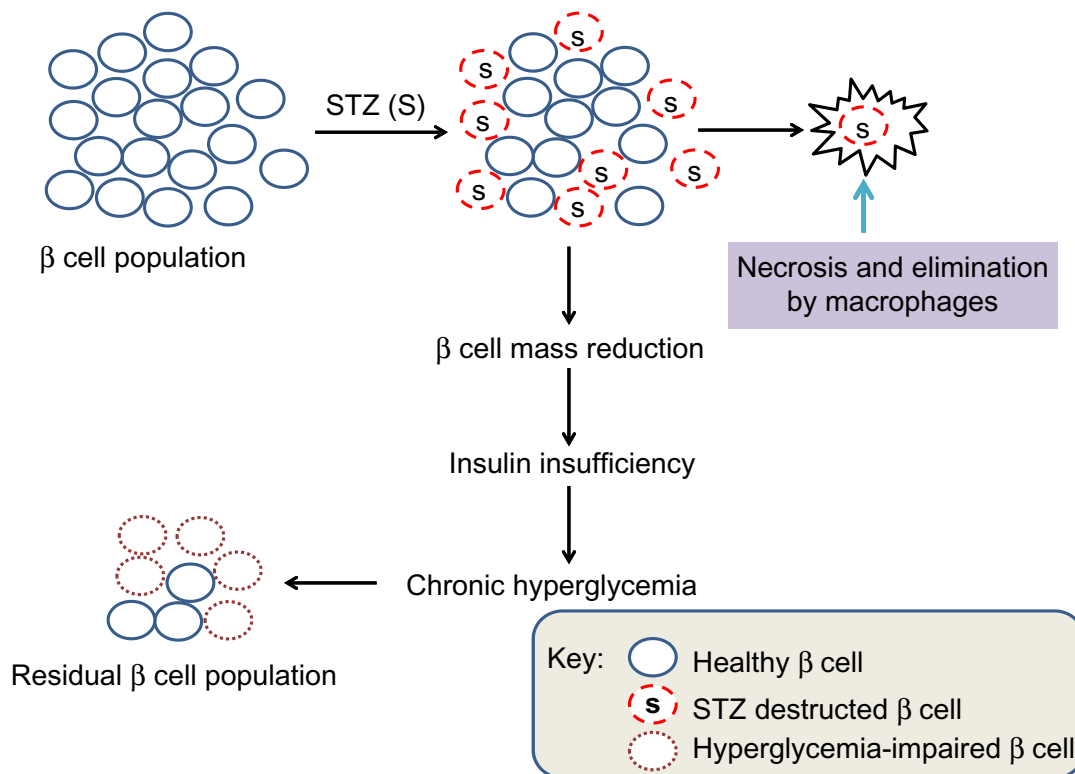 STZ (S)
s
s
s
s
s
s
s
s
s
β cell population
Necrosis and elimination
by macrophages
β cell mass reduction
Insulin insufficiency
Chronic hyperglycemia
Residual β cell population
Key:
Healthy β cell
s STZ destructed β cell
Hyperglycemia-impaired β cell